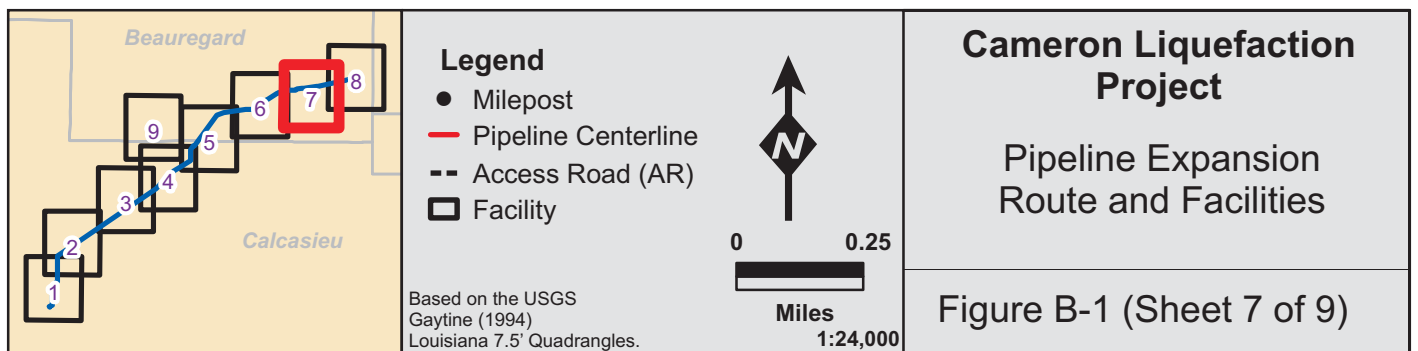 Beauregard
8
7
6
9
5
4
3
Calcasieu
2
1
Legend
Milepost
Pipeline Centerline
Access Road (AR)
Facility
Based on the USGS
Gaytine (1994)
Louisiana 7.5' Quadrangles.
N
0 0.25
Miles
1:24,000
Cameron Liquefaction
Project
Pipeline Expansion
Route and Facilities
Figure B-1 (Sheet 7 of 9)